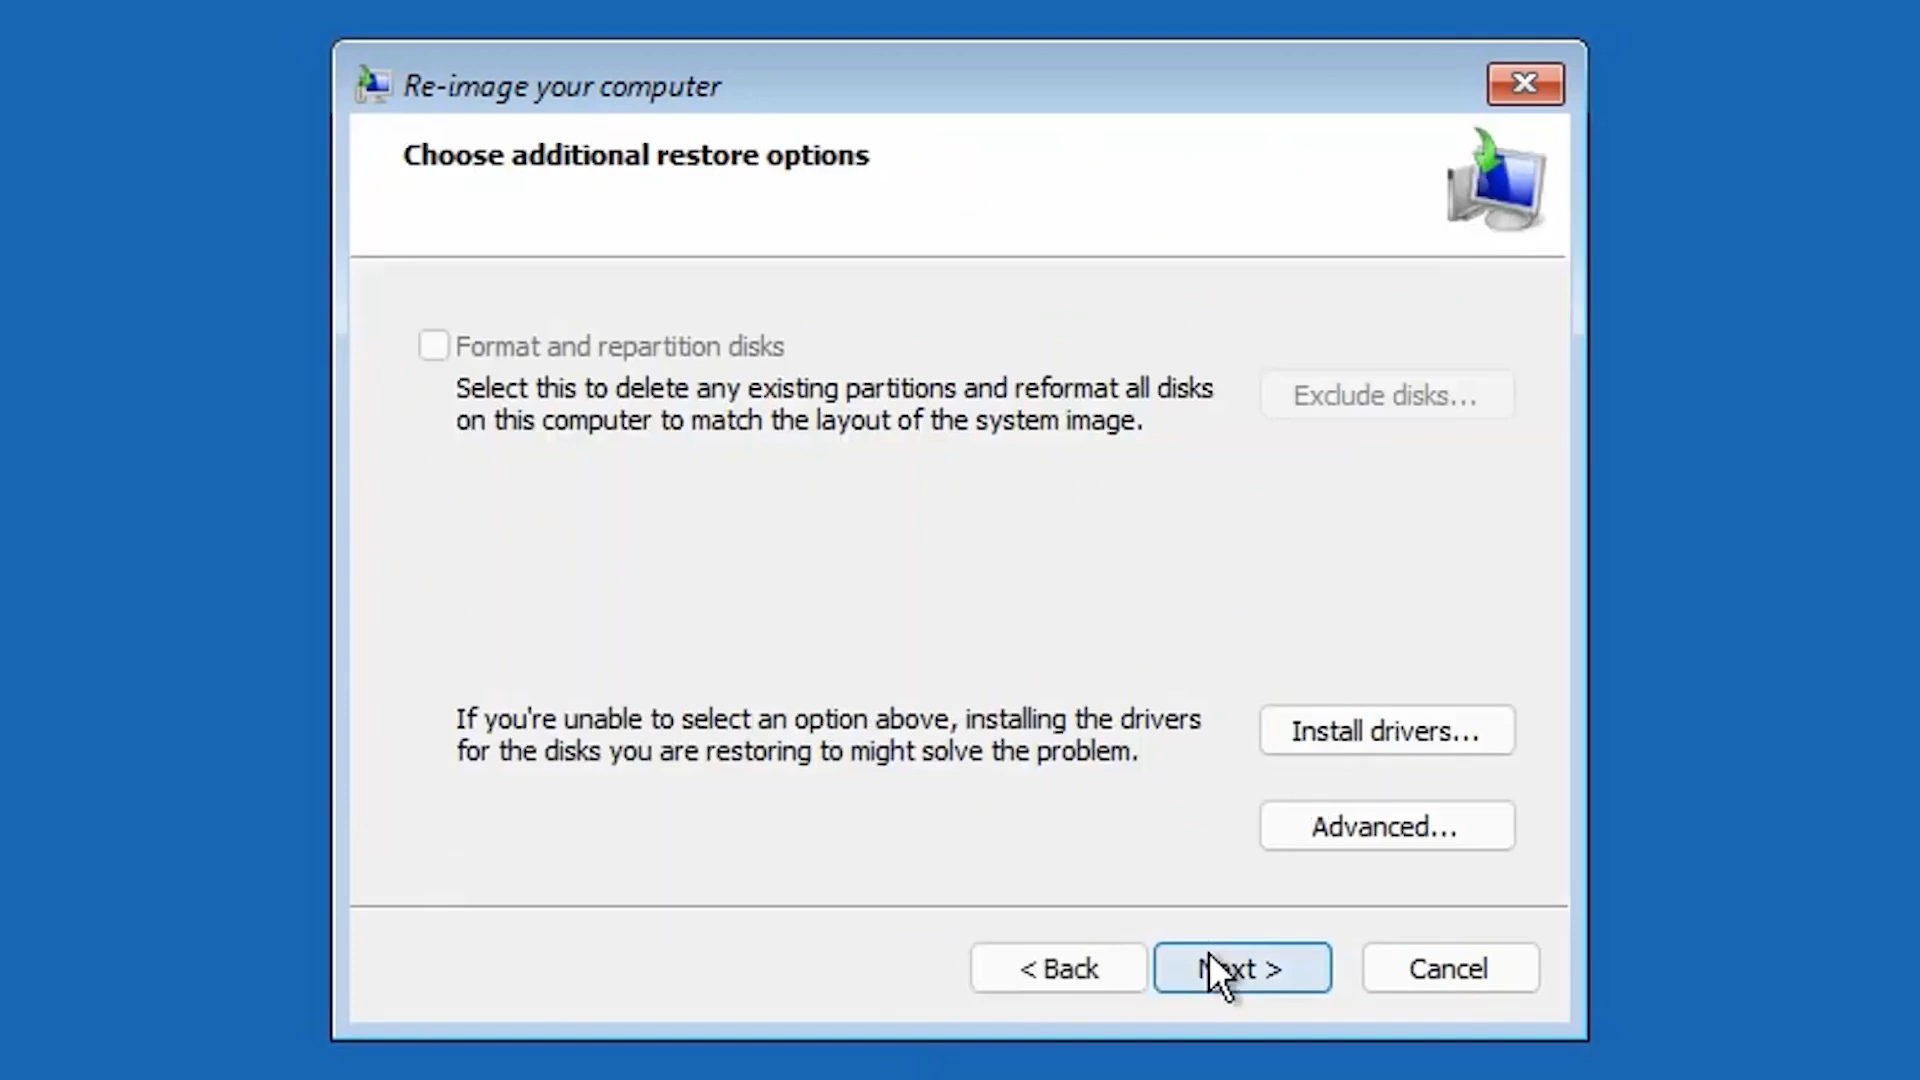 Re-image your computer
Choose additional restore options
Format and repartition disks
Select this to delete any existing partitions and reformat all disks
on this computer to match the layout of the system image.
Exclude disks...
If you're unable to select an option above, installing the drivers
for the disks you are restoring to might solve the problem.
Install drivers...
Advanced...
< Back
Next >
Cancel